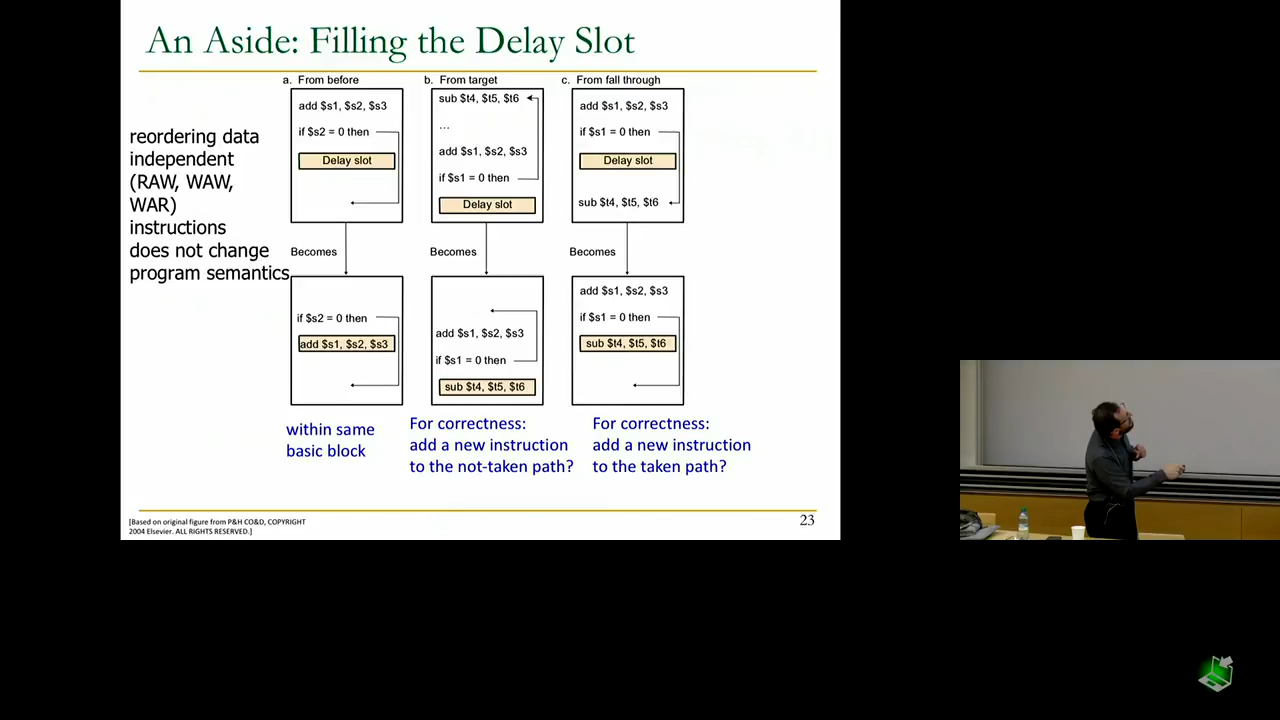 An Aside: Filling the Delay Slot
reordering data
independent
(RAW, WAW,
WAR)
instructions
does not change
program semantics
a. From before
add $s1, $s2, $s3
if $s2 = 0 then
Delay slot
Becomes
if $s2 = 0 then
add $s1, $s2, $s3
within same
basic block
b. From target
sub $t4, $t5, $t6
...
add $s1, $s2, $s3
if $s1 = 0 then
Delay slot
Becomes
add $s1, $s2, $s3
if $s1 = 0 then
sub $t4, $t5, $t6
For correctness:
add a new instruction
to the not-taken path?
c. From fall through
add $s1, $s2, $s3
if $s1 = 0 then
Delay slot
sub $t4, $t5, $t6
Becomes
add $s1, $s2, $s3
if $s1 = 0 then
sub $t4, $t5, $t6
For correctness:
add a new instruction
to the taken path?
[Based on original figure from P&H CO&D, COPYRIGHT
2004 Elsevier. ALL RIGHTS RESERVED.]
23